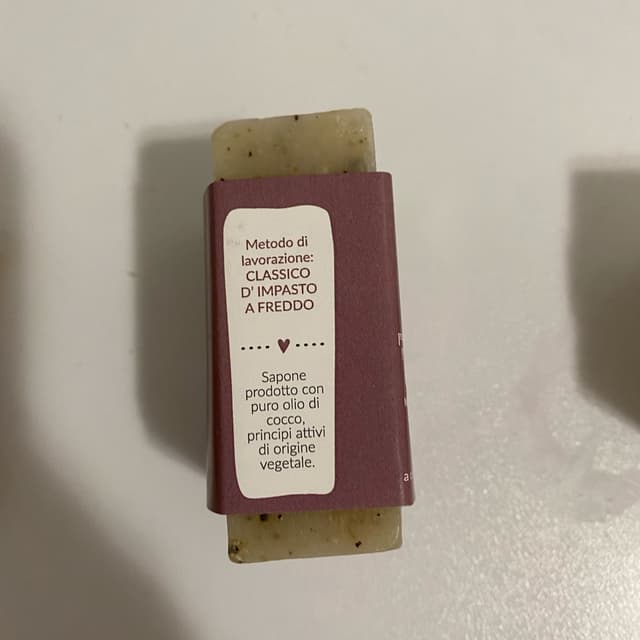 Metodo di
lavorazione:
CLASSICO
D' IMPASTO
A FREDDO
Sapone
prodotto con
puro olio di
cocco,
principi attivi
di origine
vegetale.